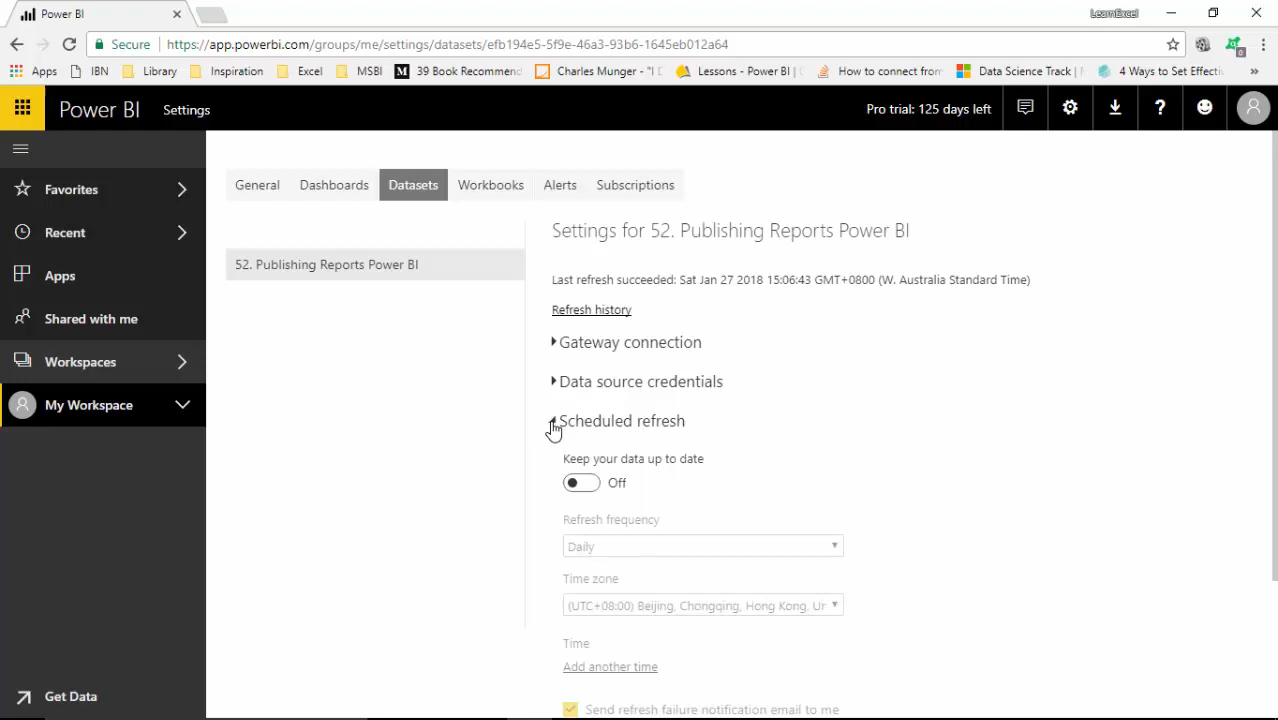 Power BI
LearnExcel
Secure https://app.powerbi.com/groups/me/settings/datasets/efb194e5-5f9e-46a3-93b6-1645eb012a64
Apps IBN Library Inspiration Excel MSBI 39 Book Recommend Charles Munger - "I Lessons - Power BI | How to connect from Data Science Track | 4 Ways to Set Effecti »
Power BI Settings Pro trial: 125 days left
General Dashboards Datasets Workbooks Alerts Subscriptions
Favorites
Recent
Apps
Shared with me
Workspaces
My Workspace
Get Data
52. Publishing Reports Power BI
Settings for 52. Publishing Reports Power BI
Last refresh succeeded: Sat Jan 27 2018 15:06:43 GMT+0800 (W. Australia Standard Time)
Refresh history
Gateway connection
Data source credentials
Scheduled refresh
Keep your data up to date
Off
Refresh frequency
Daily
Time zone
(UTC+08:00) Beijing, Chongqing, Hong Kong, Ur
Time
Add another time
Send refresh failure notification email to me